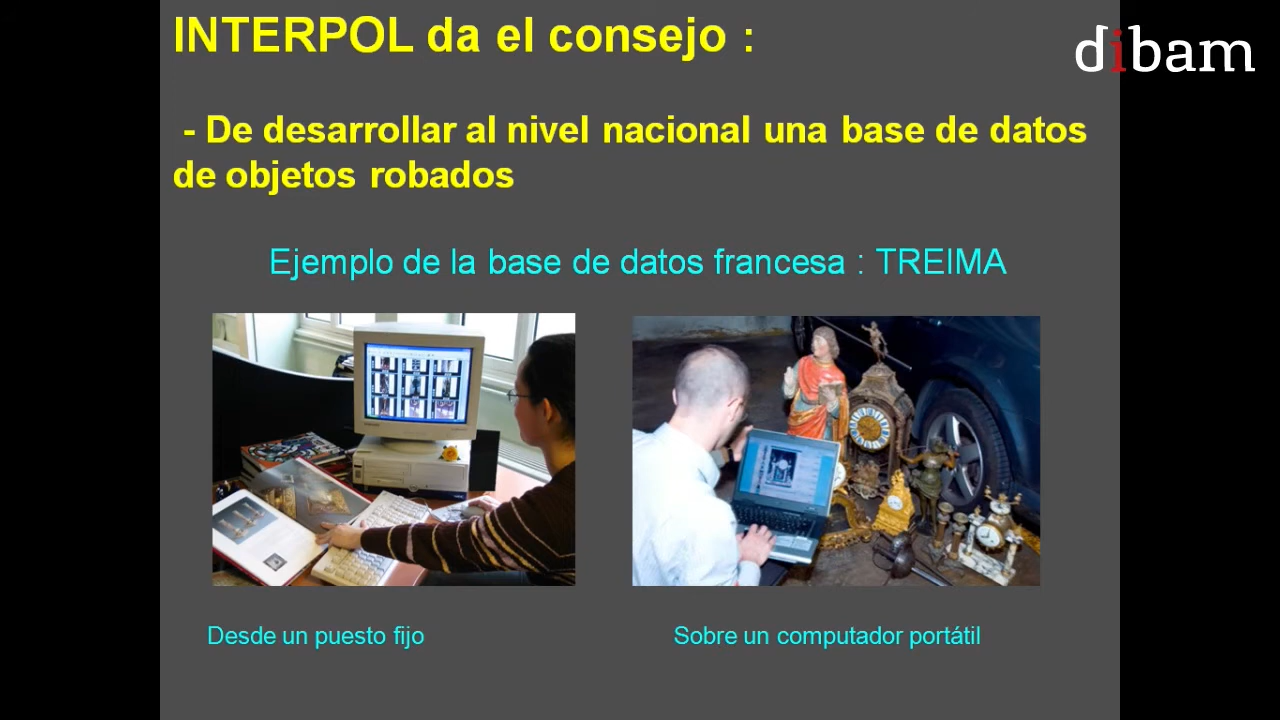 INTERPOL da el consejo :
dibam
- De desarrollar al nivel nacional una base de datos
de objetos robados
Ejemplo de la base de datos francesa : TREIMA
Desde un puesto fijo
Sobre un computador portátil